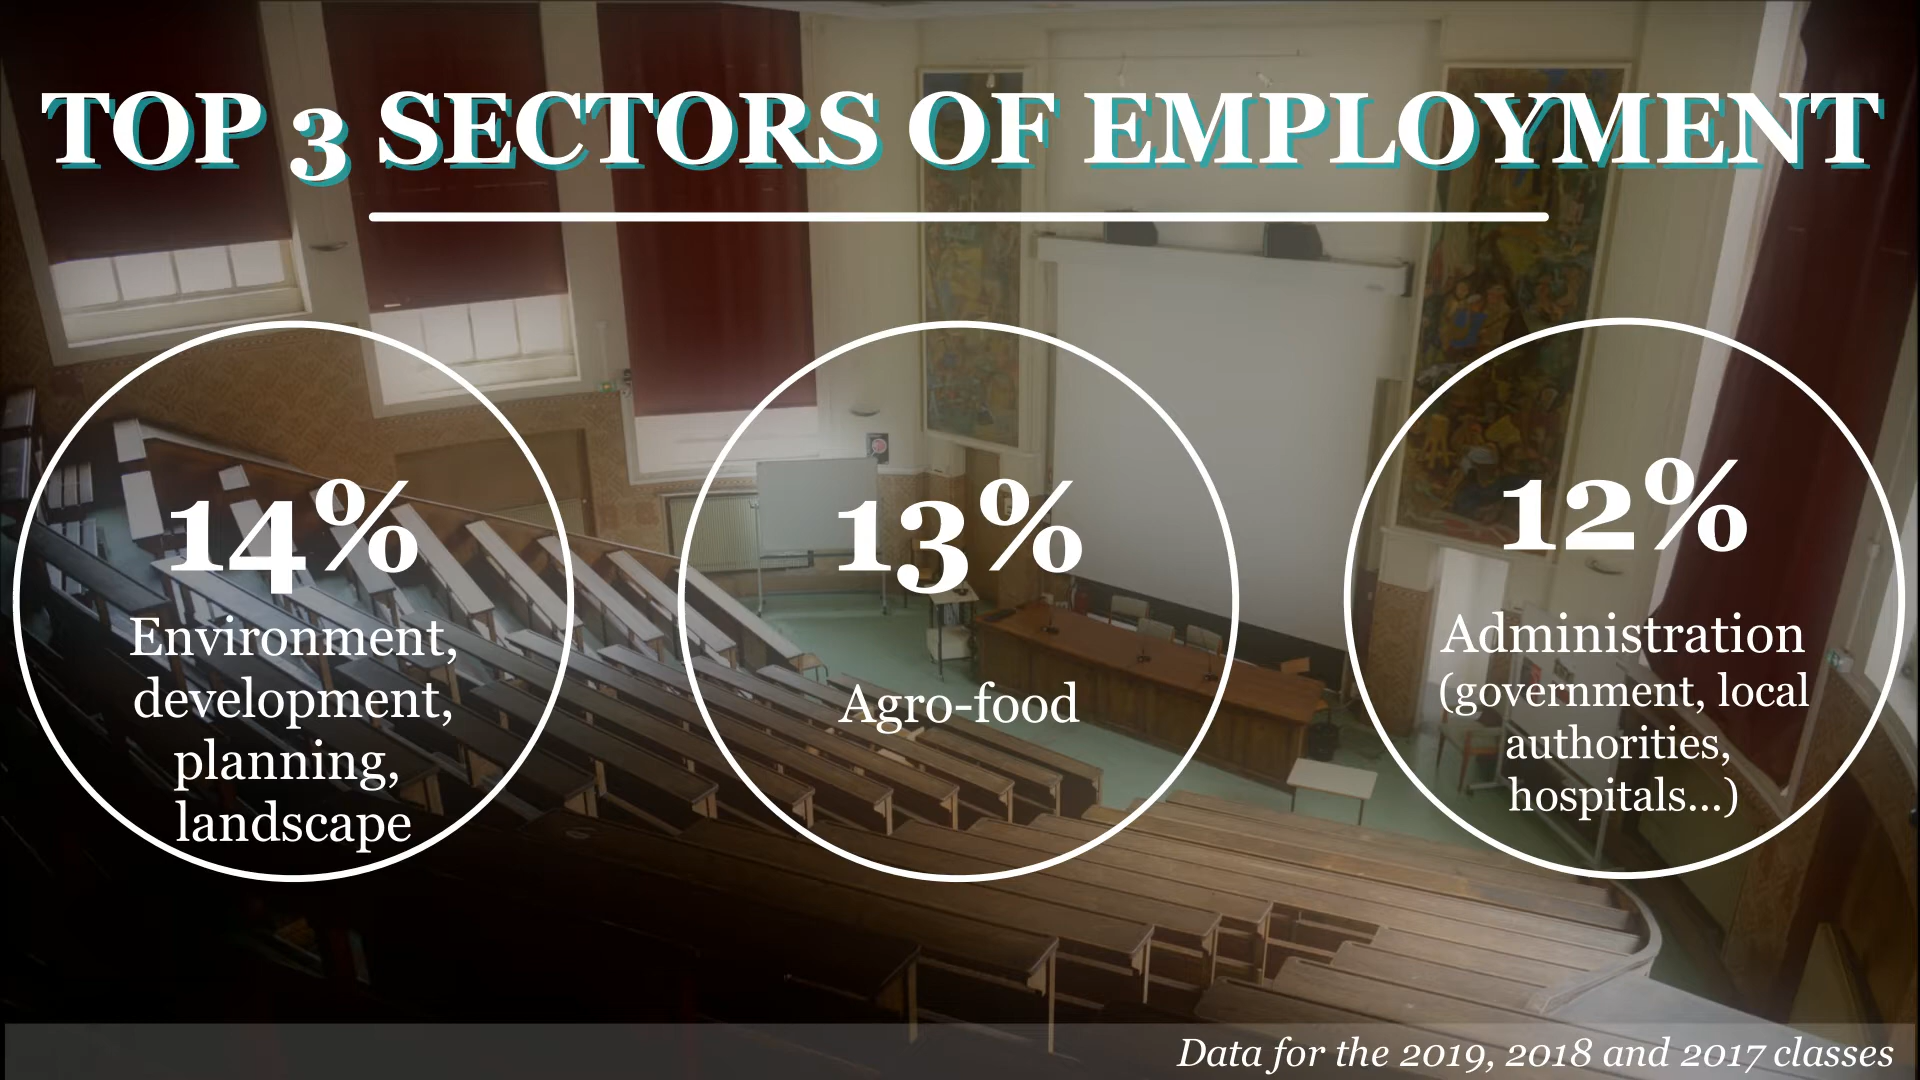 TOP 3 SECTORS OF EMPLOYMENT
14%
Environment,
development,
planning,
landscape
13%
Agro-food
12%
Administration
(government, local
authorities,
hospitals...)
Data for the 2019, 2018 and 2017 classes